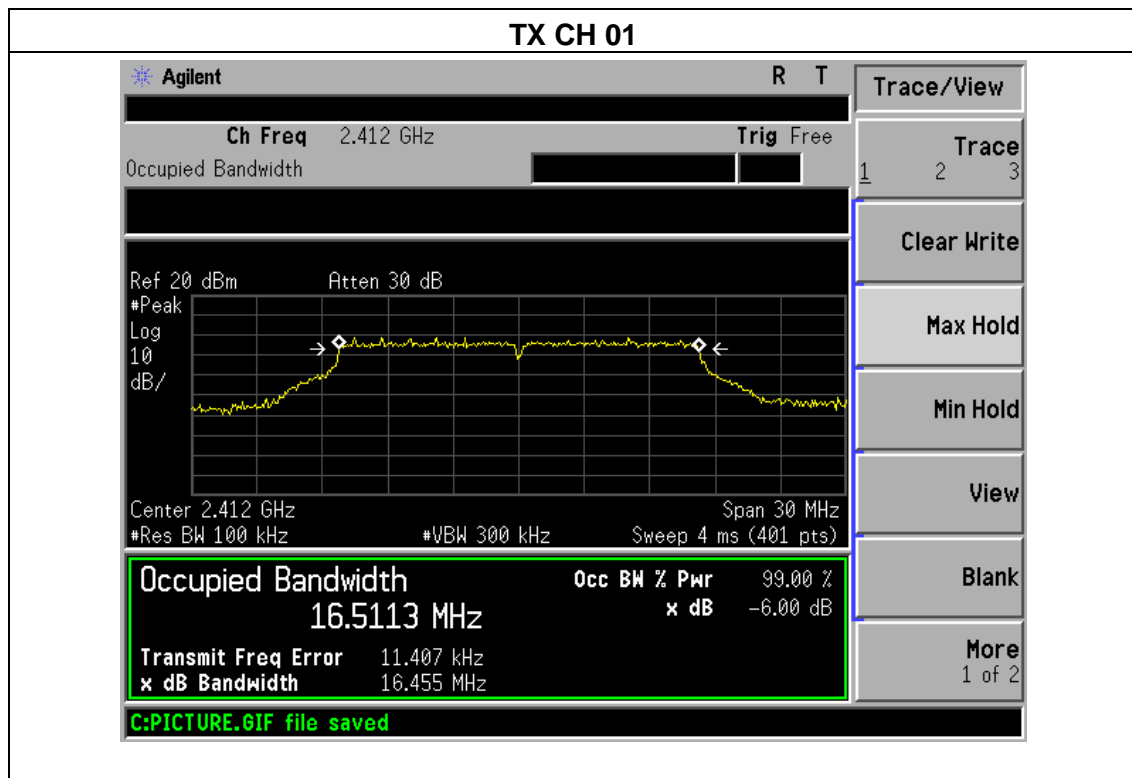 TX CH 01
Agilent R T
Trace/View
Ch Freq 2.412 GHz Trig Free
Occupied Bandwidth
Trace
1 2 3
Clear Write
Ref 20 dBm Atten 30 dB
#Peak
Log
10
dB/
Max Hold
Min Hold
View
Center 2.412 GHz Span 30 MHz
#Res BW 100 kHz #VBW 300 kHz Sweep 4 ms (401 pts)
Occupied Bandwidth Occ BW % Pwr 99.00 %
16.5113 MHz x dB -6.00 dB
Blank
Transmit Freq Error 11.407 kHz
x dB Bandwidth 16.455 MHz
More
1 of 2
C:PICTURE.GIF file saved